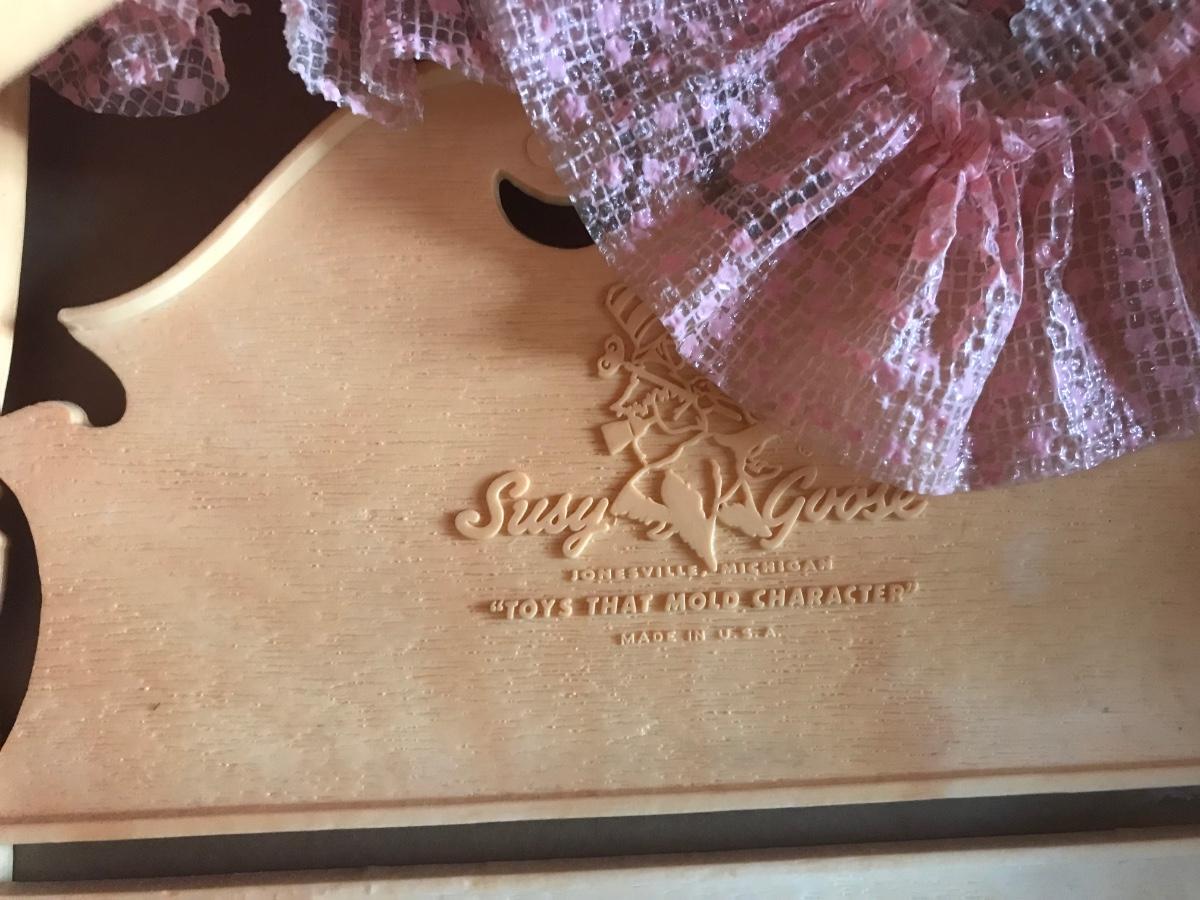 Susy Goose
JONESVILLE, MICHIGAN
"TOYS THAT MOLD CHARACTER"
MADE IN U.S.A.